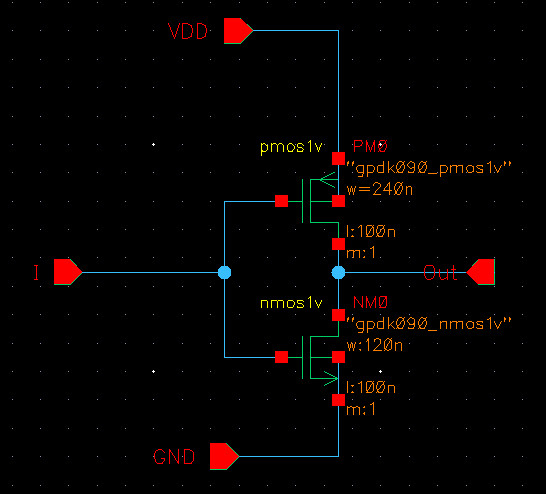 VDD
pmos1v PM0
"gpdk090_pmos1v"
w=240n
l:100n
m:1
I
Out
nmos1v NM0
"gpdk090_nmos1v"
w:120n
l:100n
m:1
GND